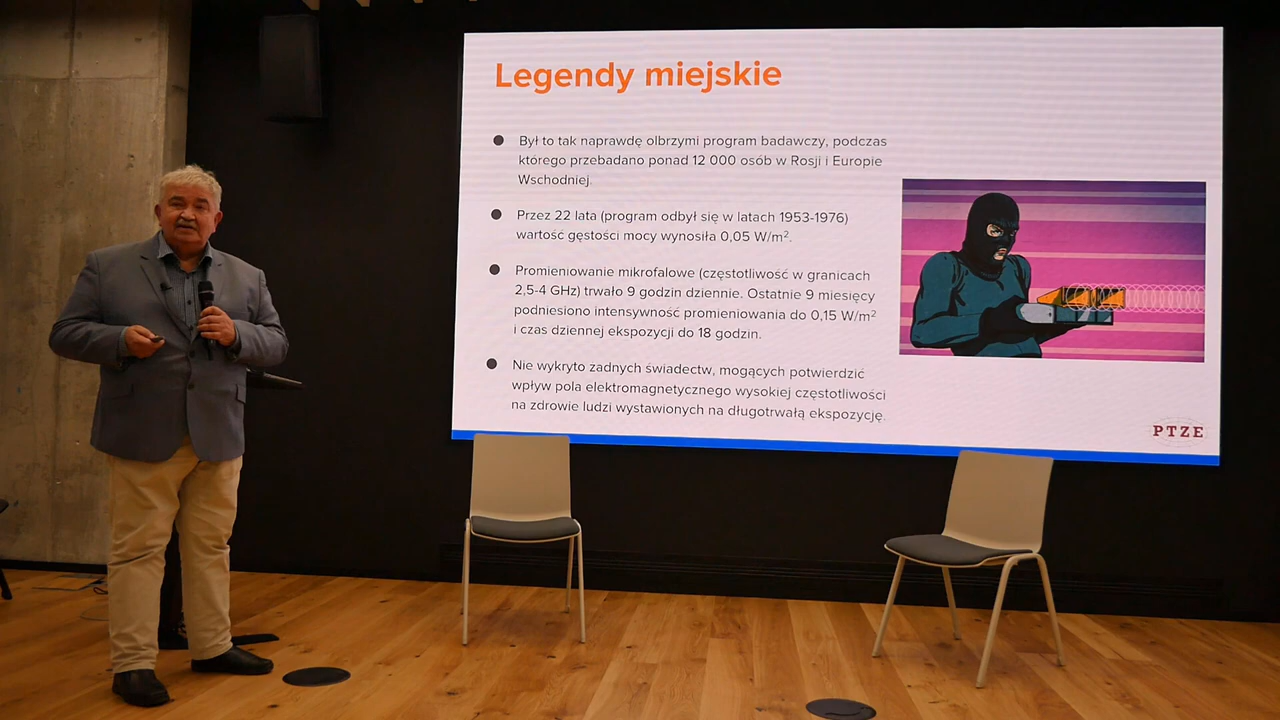 Legendy miejskie
Był to tak naprawdę olbrzymi program badawczy, podczas
którego przebadano ponad 12 000 osób w Rosji i Europie
Wschodniej.
Przez 22 lata (program odbył się w latach 1953-1976)
wartość gęstości mocy wynosiła 0,05 W/m².
Promieniowanie mikrofalowe (częstotliwość w granicach
2,5-4 GHz) trwało 9 godzin dziennie. Ostatnie 9 miesięcy
podniesiono intensywność promieniowania do 0,15 W/m²
i czas dziennej ekspozycji do 18 godzin.
Nie wykryto żadnych świadectw, mogących potwierdzić
wpływ pola elektromagnetycznego wysokiej częstotliwości
na zdrowie ludzi wystawionych na długotrwałą ekspozycję.
PTZE